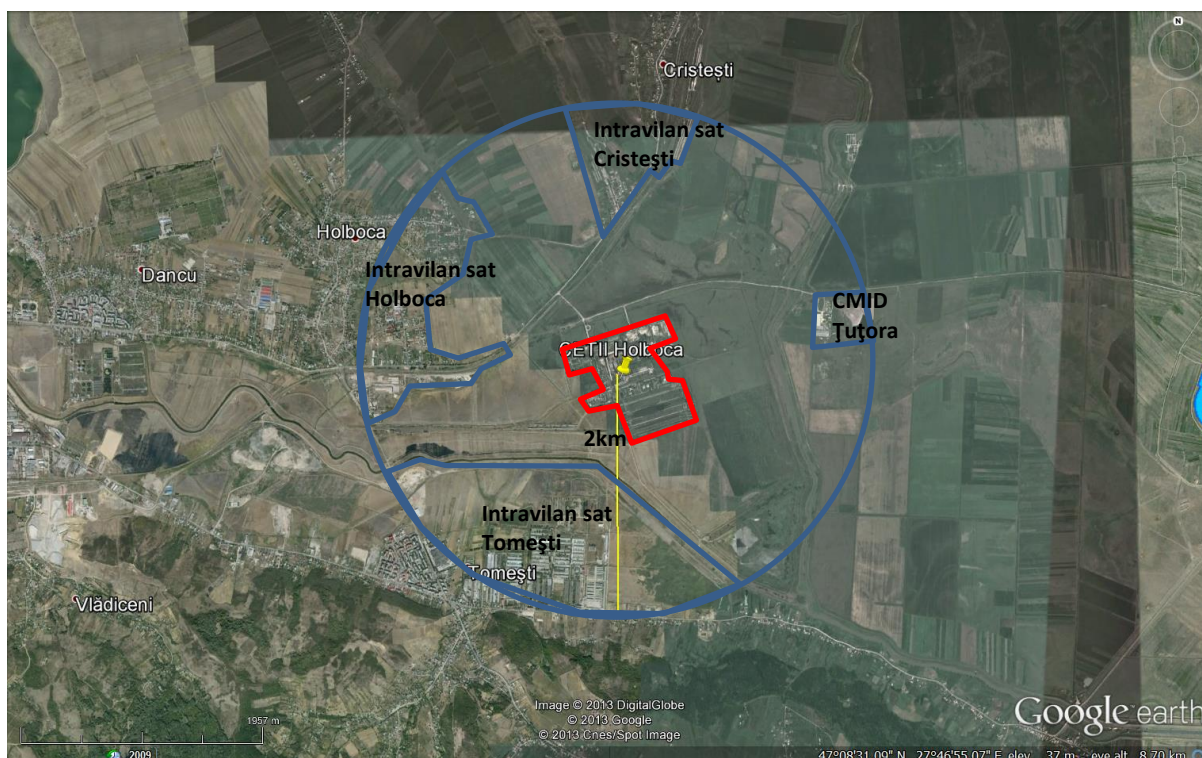 N
Cristești
Intravilan sat
Cristeşti
Holboca
Dancu
Intravilan sat
Holboca
CMID
Ţuţora
CETII Holboca
2km
Intravilan sat
Tomeşti
Tomești
Vlădiceni
Image © 2013 DigitalGlobe
© 2013 Google
© 2013 Cnes/Spot Image
Google earth
1957 m
2009
47°08'31.09" N 27°46'55.07" E elev 37 m eye alt 8.70 km